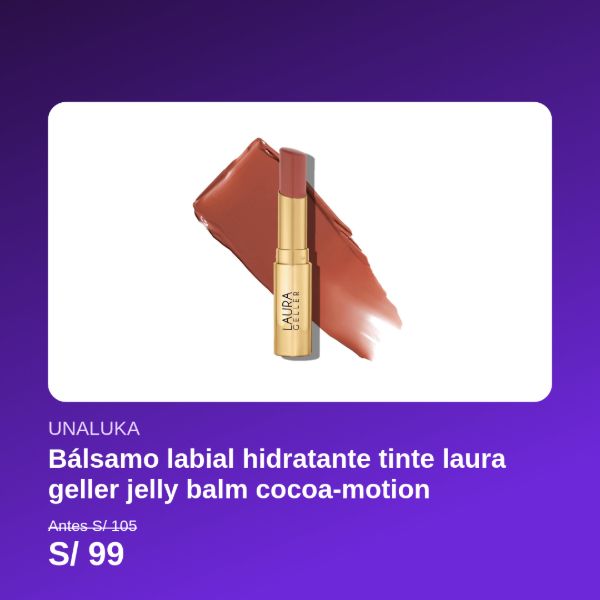 LAURA
GELLER
UNALUKA
Bálsamo labial hidratante tinte laura
geller jelly balm cocoa-motion
Antes S/ 105
S/ 99